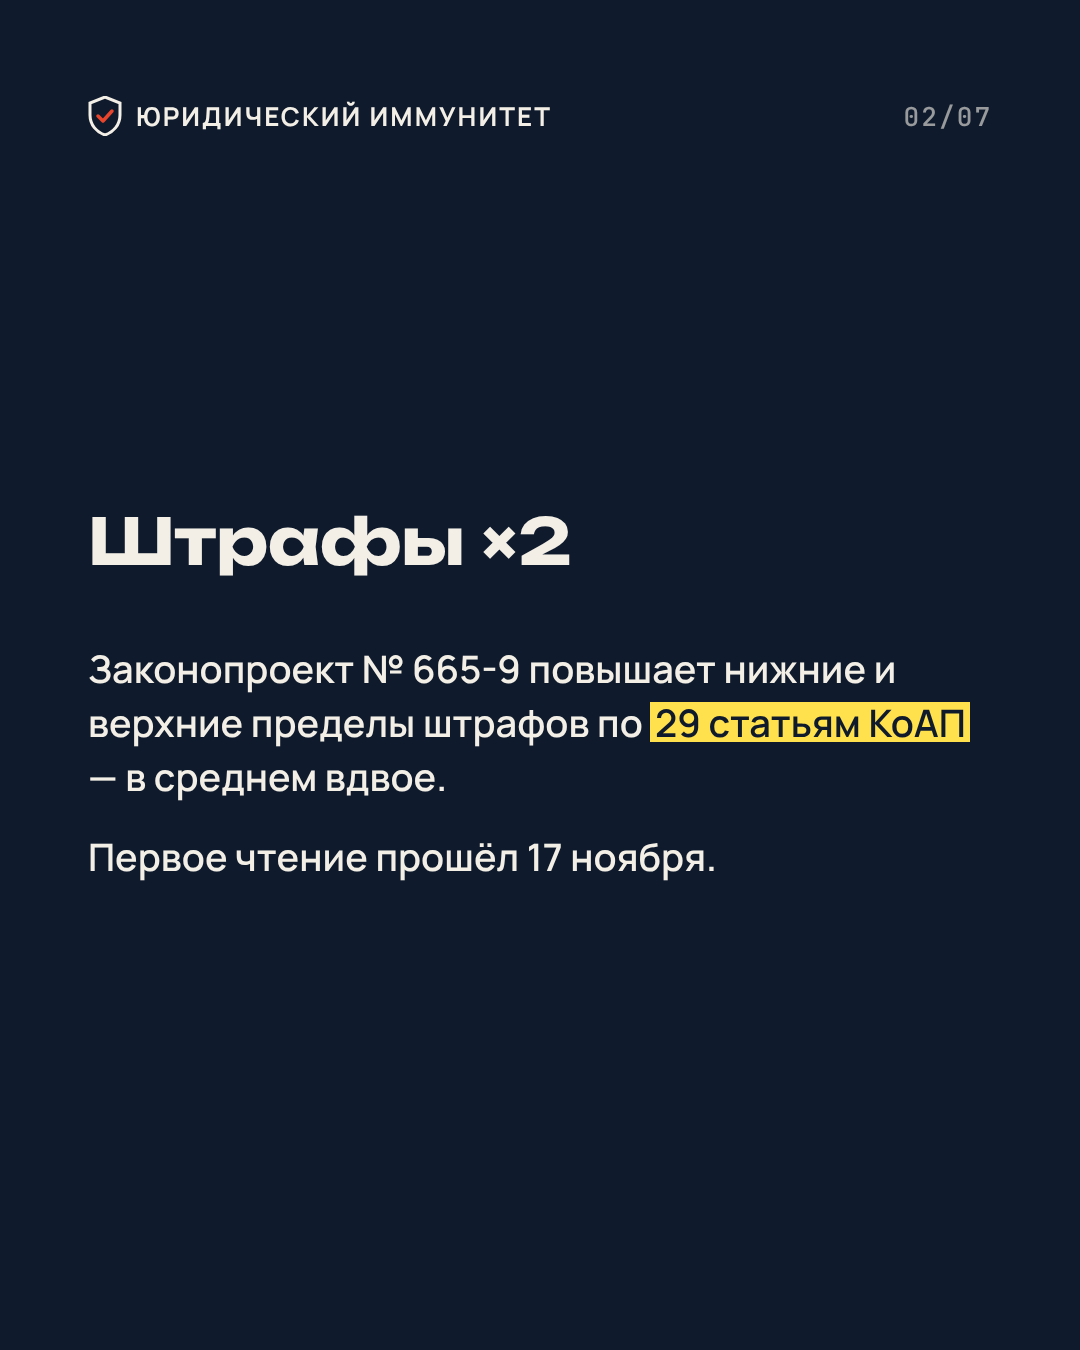 ЮРИДИЧЕСКИЙ ИММУНИТЕТ
02/07
Штрафы ×2
Законопроект № 665-9 повышает нижние и
верхние пределы штрафов по 29 статьям КоАП
— в среднем вдвое.
Первое чтение прошёл 17 ноября.